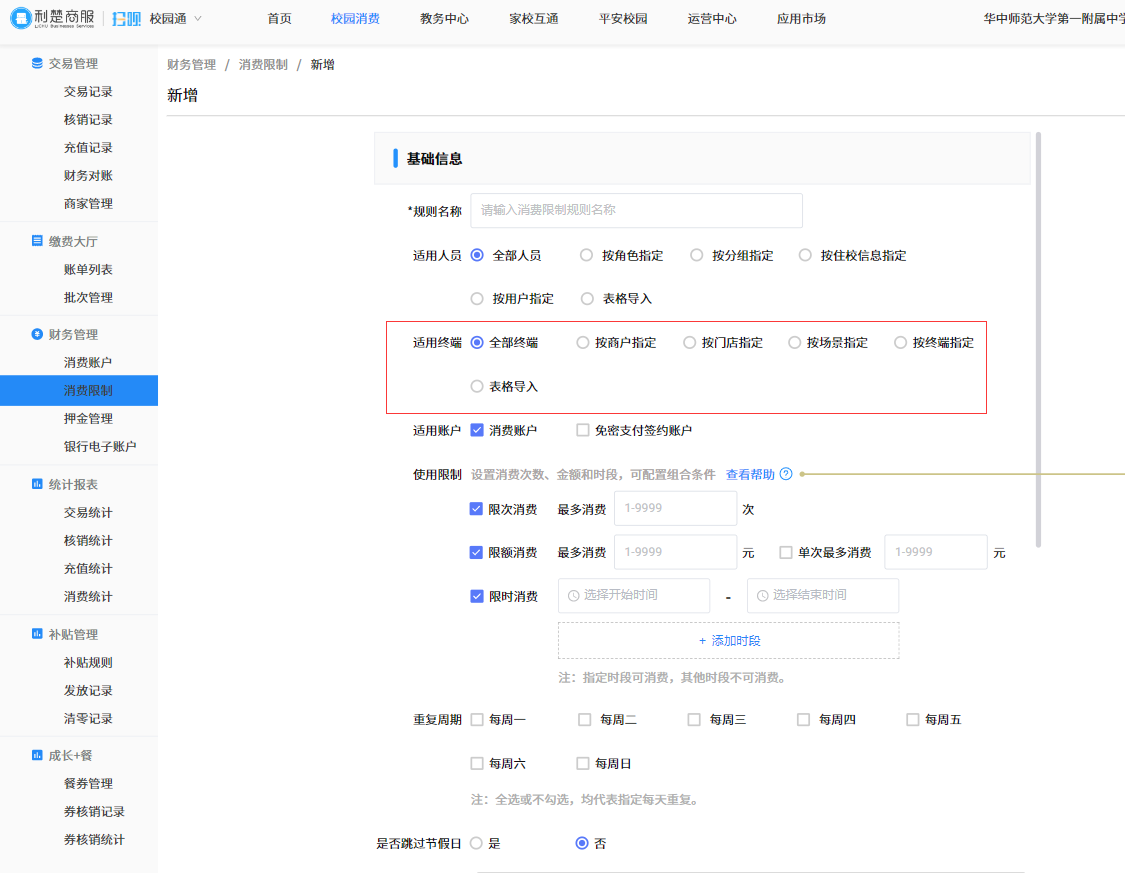 利楚商服
LiChu Businesses Services
扫呗
校园通
首页
校园消费
教务中心
家校互通
平安校园
运营中心
应用市场
华中师范大学第一附属中学
交易管理
交易记录
核销记录
充值记录
财务对账
商家管理
缴费大厅
账单列表
批次管理
财务管理
消费账户
消费限制
押金管理
银行电子账户
统计报表
交易统计
核销统计
充值统计
消费统计
补贴管理
补贴规则
发放记录
清零记录
成长+餐
餐券管理
券核销记录
券核销统计
财务管理 / 消费限制 / 新增
新增
基础信息
*规则名称 请输入消费限制规则名称
适用人员 全部人员 按角色指定 按分组指定 按住校信息指定
按用户指定 表格导入
适用终端 全部终端 按商户指定 按门店指定 按场景指定 按终端指定
表格导入
适用账户 消费账户 免密支付签约账户
使用限制 设置消费次数、金额和时段，可配置组合条件 查看帮助 ?
限次消费 最多消费 1-9999 次
限额消费 最多消费 1-9999 元 单次最多消费 1-9999 元
限时消费 选择开始时间 - 选择结束时间
+ 添加时段
注：指定时段可消费，其他时段不可消费。
重复周期 每周一 每周二 每周三 每周四 每周五
每周六 每周日
注：全选或不勾选，均代表指定每天重复。
是否跳过节假日 是 否